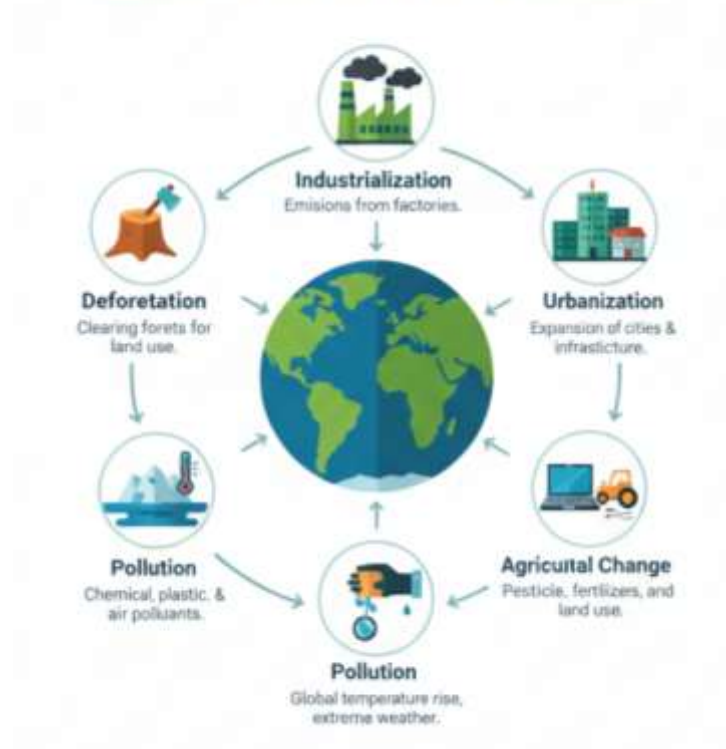 Industrialization
Emisions from factories.
Deforetation
Clearing forets for
land use.
Urbanization
Expansion of cities &
infrasticture.
Pollution
Chemical, plastic. &
air polluants.
Agricultal Change
Pesticle, fertlizers, and
land use.
Pollution
Global temperature rise,
extreme weather.